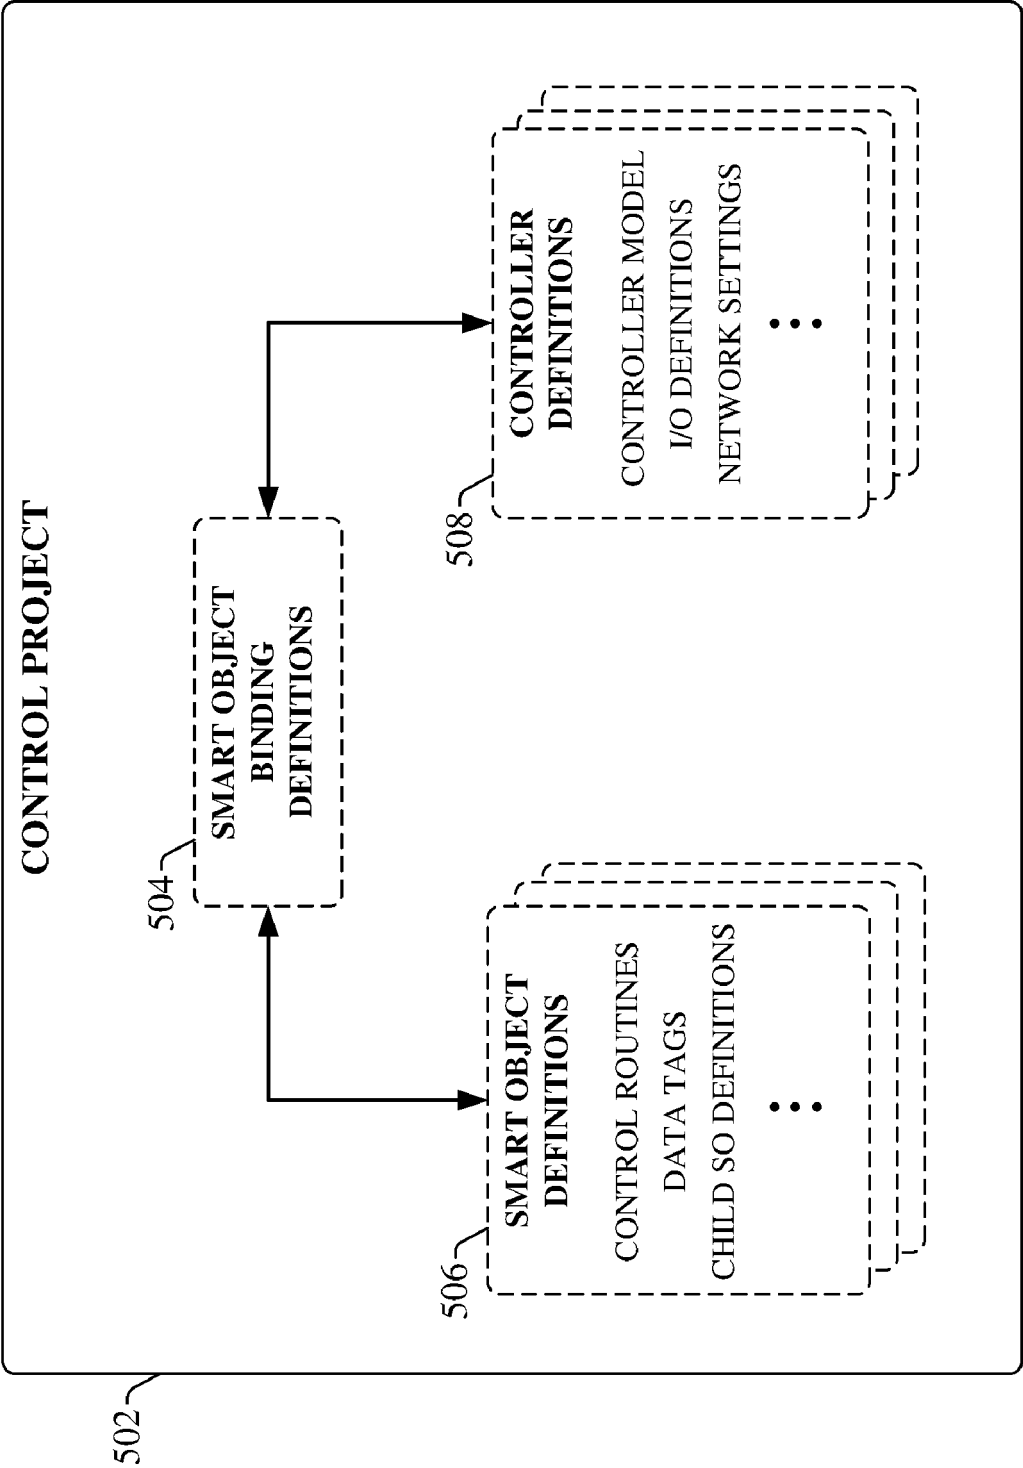 CONTROL PROJECT
502
504
SMART OBJECT
BINDING
DEFINITIONS
506
SMART OBJECT
DEFINITIONS
CONTROL ROUTINES
DATA TAGS
CHILD SO DEFINITIONS
508
CONTROLLER
DEFINITIONS
CONTROLLER MODEL
I/O DEFINITIONS
NETWORK SETTINGS